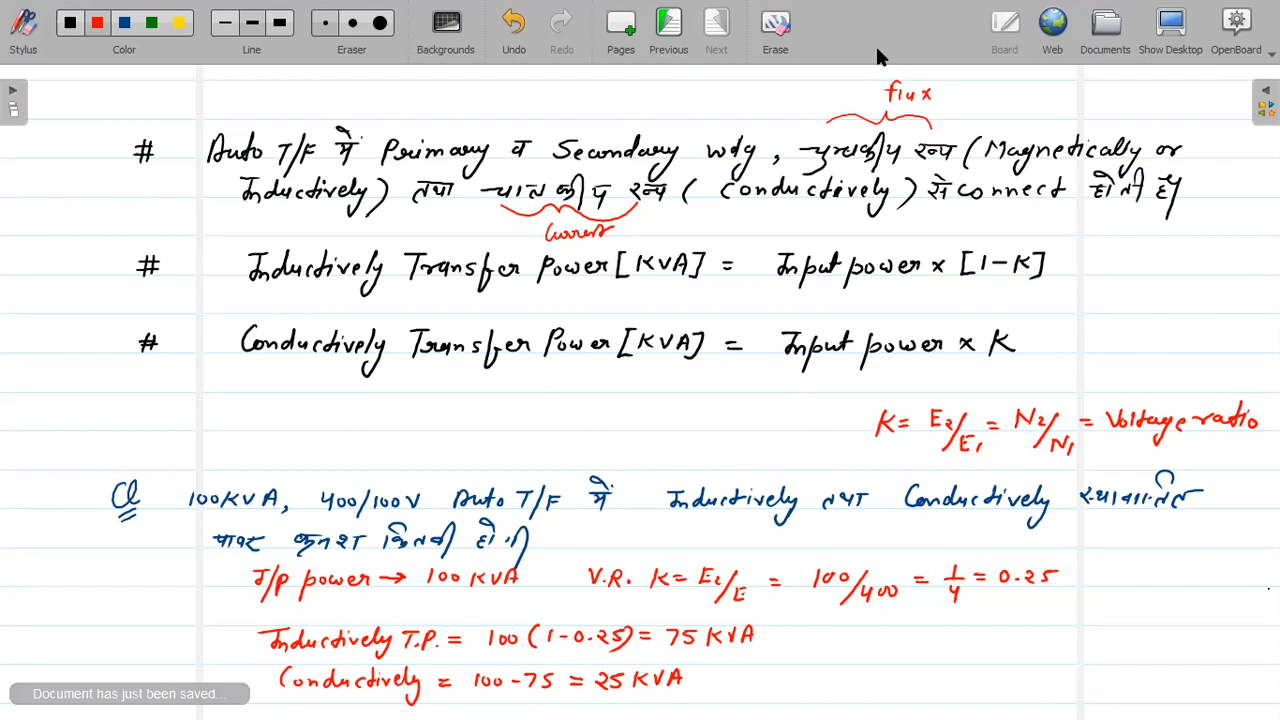 Stylus Color Line Eraser Backgrounds Undo Redo Pages Previous Next Erase Board Web Documents Show Desktop OpenBoard
flux
# Auto T/F में Primary व Secondary wdg, चुम्बकीय रूप (Magnetically or
Inductively) तथा चालकीय रूप (Conductively) से connect होती है
Current
# Inductively Transfer Power [KVA] = Input power x [1-K]
# Conductively Transfer Power [KVA] = Input power x K
K = E2/E1 = N2/N1 = Voltage ratio
Q 100KVA, 400/100V Auto T/F में Inductively तथा Conductively स्थानान्तरित
पावर क्रमश कितनी होगी
I/p power → 100 KVA V.R. K = E2/E = 100/400 = 1/4 = 0.25
Inductively T.P. = 100 (1-0.25) = 75 KVA
Conductively = 100-75 = 25 KVA
Document has just been saved...